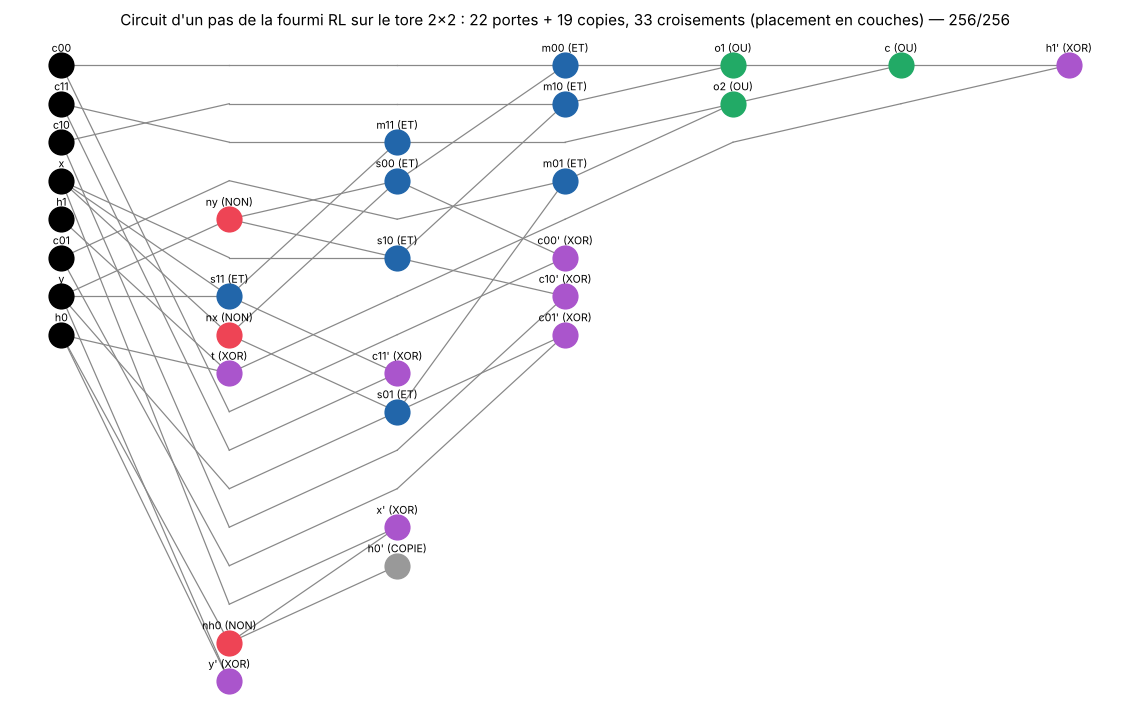 Circuit d'un pas de la fourmi RL sur le tore 2×2 : 22 portes + 19 copies, 33 croisements (placement en couches) — 256/256
c00
m00 (ET)
o1 (OU)
c (OU)
h1' (XOR)
c11
m10 (ET)
o2 (OU)
c10
m11 (ET)
x
s00 (ET)
m01 (ET)
h1
ny (NON)
c01
s10 (ET)
c00' (XOR)
y
s11 (ET)
c10' (XOR)
h0
nx (NON)
c01' (XOR)
t (XOR)
c11' (XOR)
s01 (ET)
x' (XOR)
h0' (COPIE)
nh0 (NON)
y' (XOR)